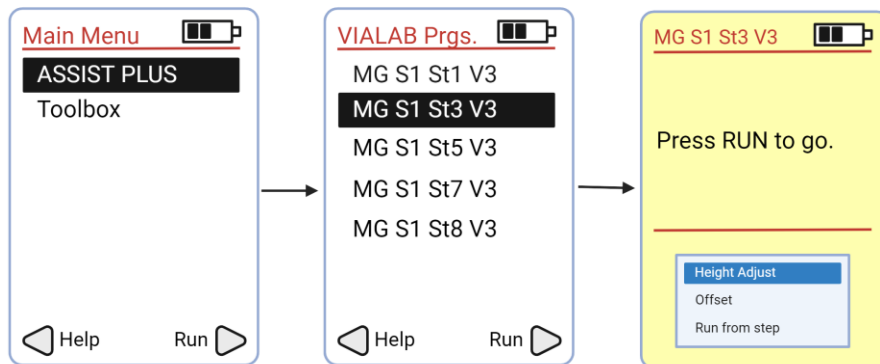 Main Menu
ASSIST PLUS
Toolbox
Help
Run
VIALAB Prgs.
MG S1 St1 V3
MG S1 St3 V3
MG S1 St5 V3
MG S1 St7 V3
MG S1 St8 V3
Help
Run
MG S1 St3 V3
Press RUN to go.
Height Adjust
Offset
Run from step